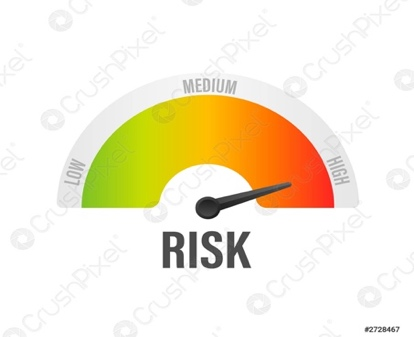 MEDIUM
LOW
HIGH
RISK
CrushPixel
#2728467